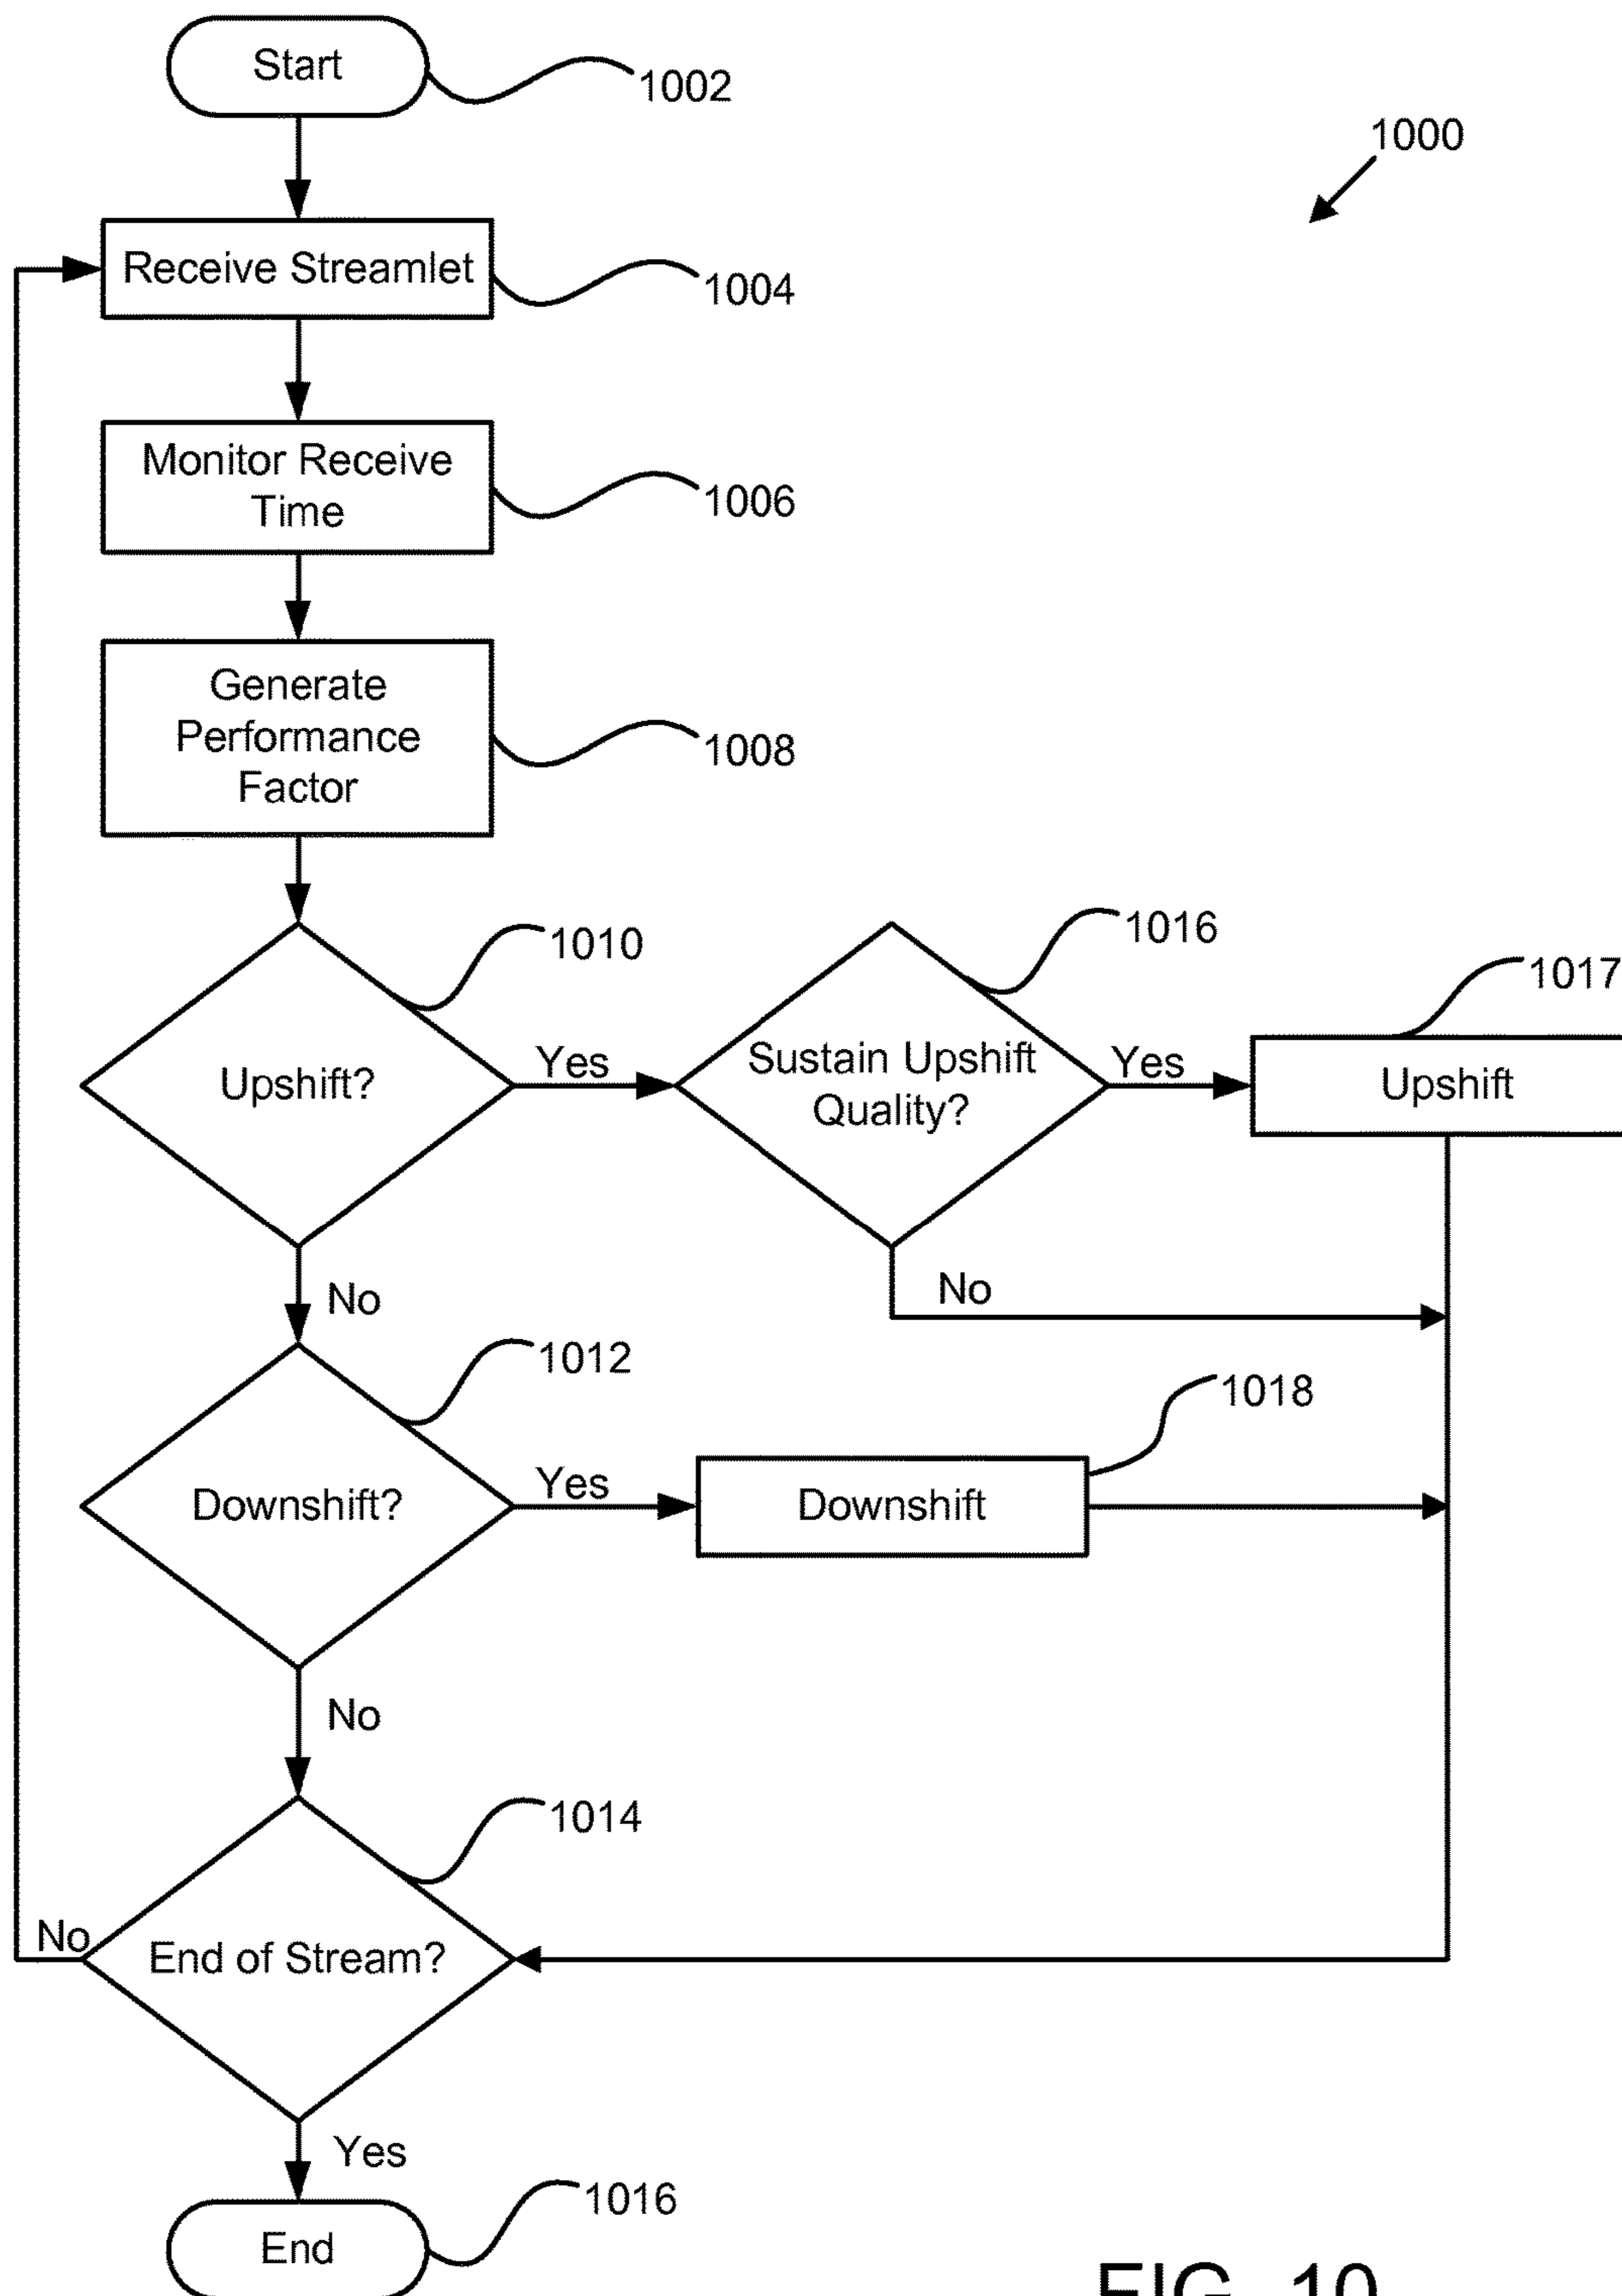 Start
1002
1000
Receive Streamlet
1004
Monitor Receive
Time
1006
Generate
Performance
Factor
1008
1010
1016
1017
Upshift?
Yes
Sustain Upshift
Quality?
Yes
Upshift
No
No
1012
1018
Downshift?
Yes
Downshift
No
1014
No
End of Stream?
Yes
1016
End
FIG. 10